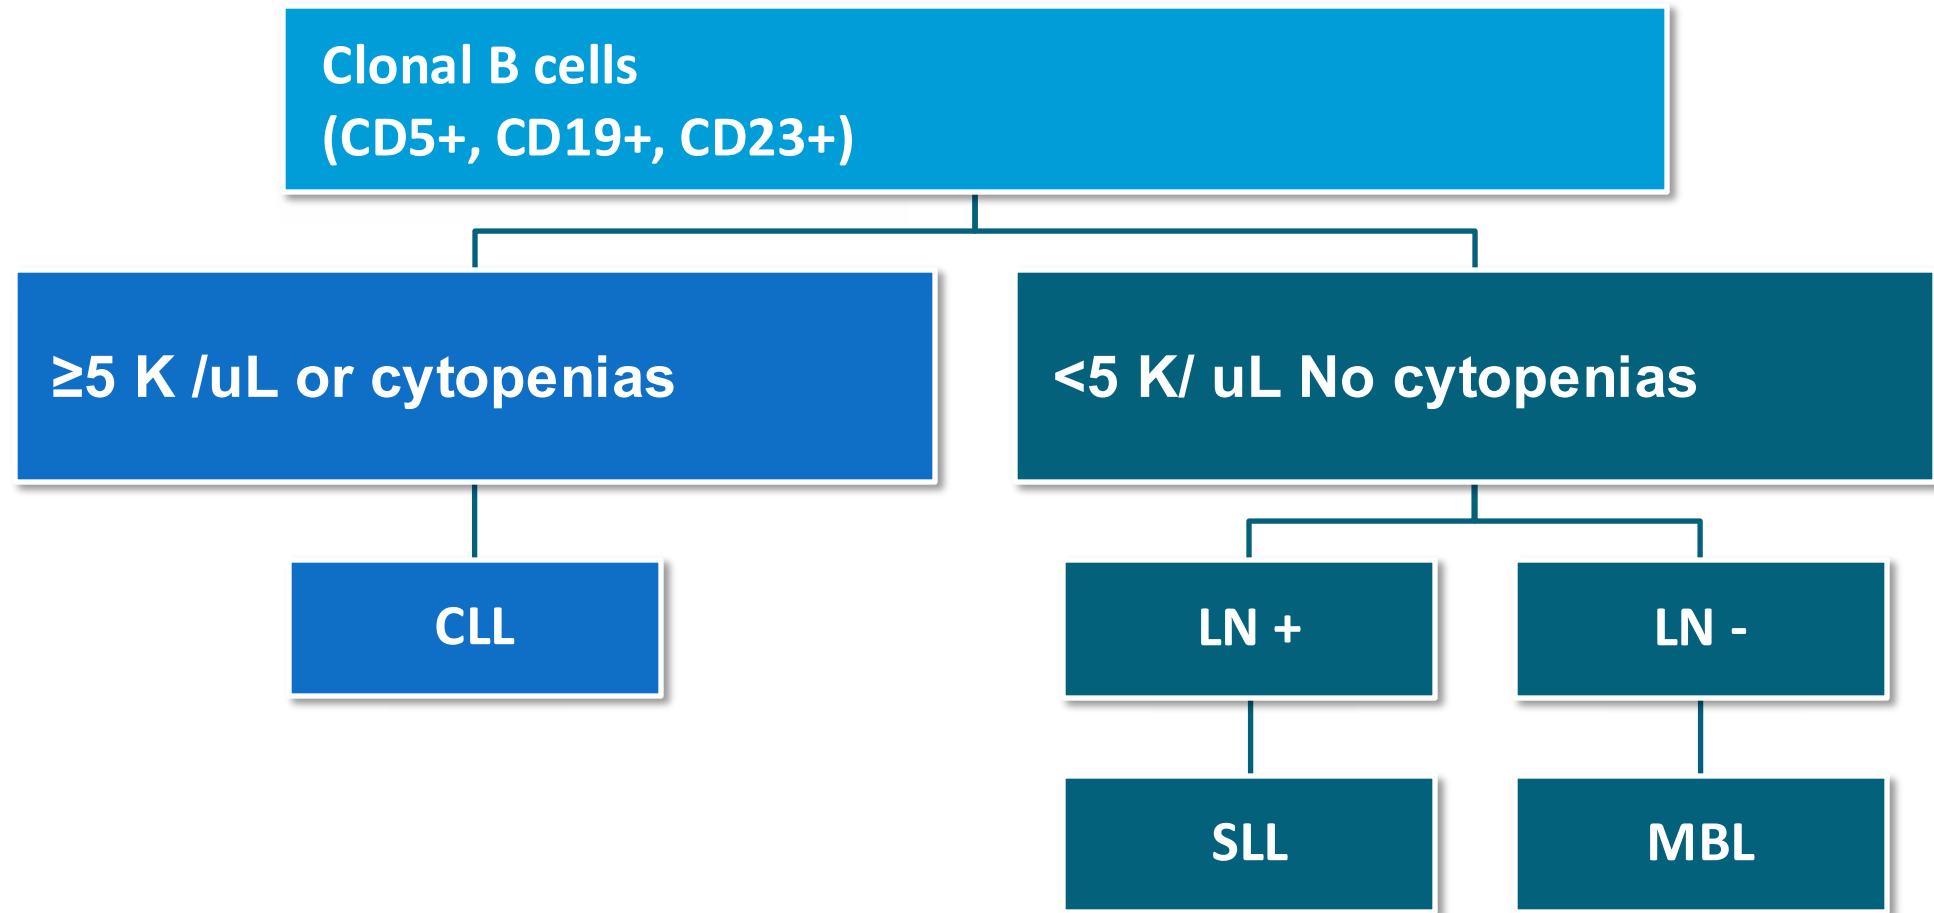 Clonal B cells
(CD5+, CD19+, CD23+)
≥5 K /uL or cytopenias
<5 K/ uL No cytopenias
CLL
LN +
LN -
SLL
MBL